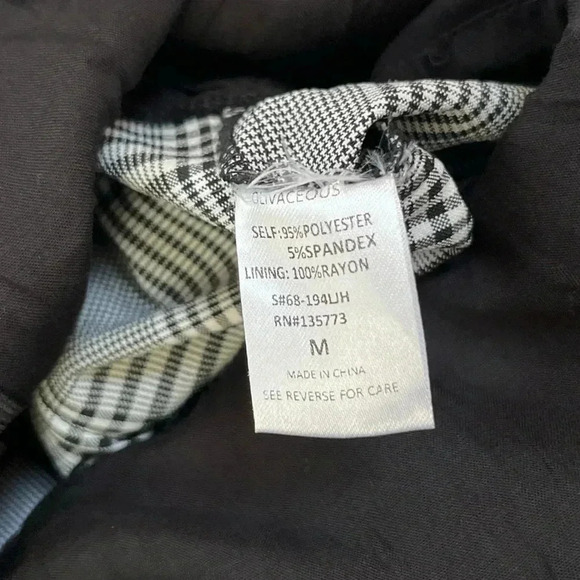 OLIVACEOUS
SELF:95%POLYESTER
5%SPANDEX
LINING:100%RAYON
S#68-194LJH
RN#135773
M
MADE IN CHINA
SEE REVERSE FOR CARE